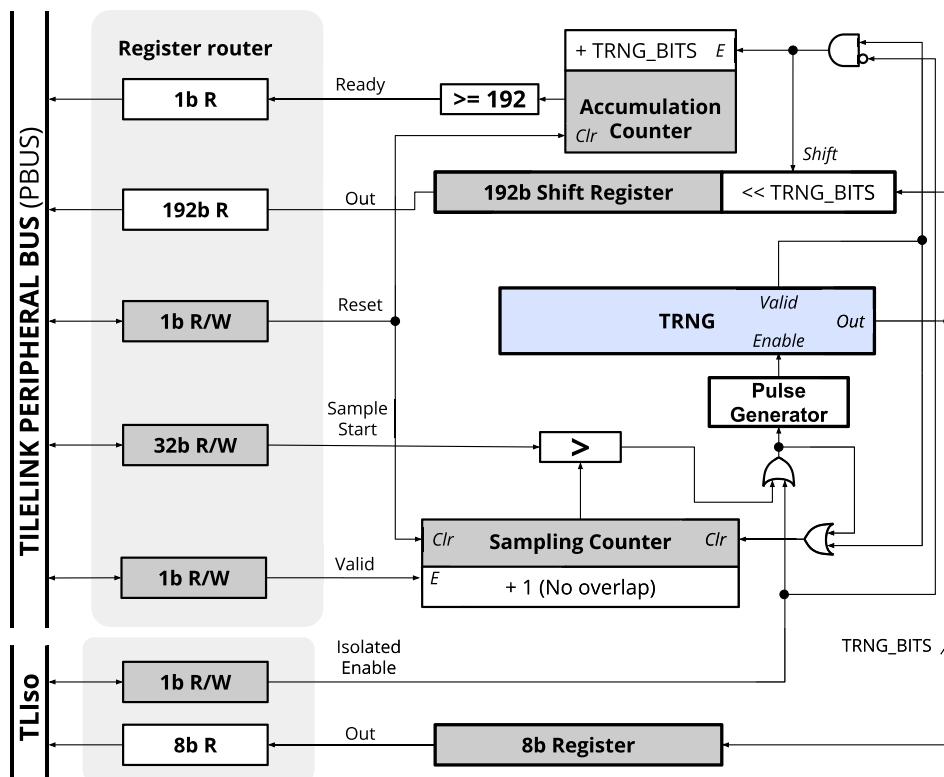 TILELINK PERIPHERAL BUS (PBUS)
Register router
1b R
Ready
>= 192
+ TRNG_BITS E
Accumulation
Counter
Clr
Shift
192b R
Out
192b Shift Register
<< TRNG_BITS
1b R/W
Reset
TRNG
Valid
Out
Enable
Pulse
Generator
Sample
Start
32b R/W
>
Clr
Sampling Counter
Clr
1b R/W
Valid
E
+ 1 (No overlap)
TLIso
Isolated
Enable
1b R/W
TRNG_BITS
8b R
Out
8b Register